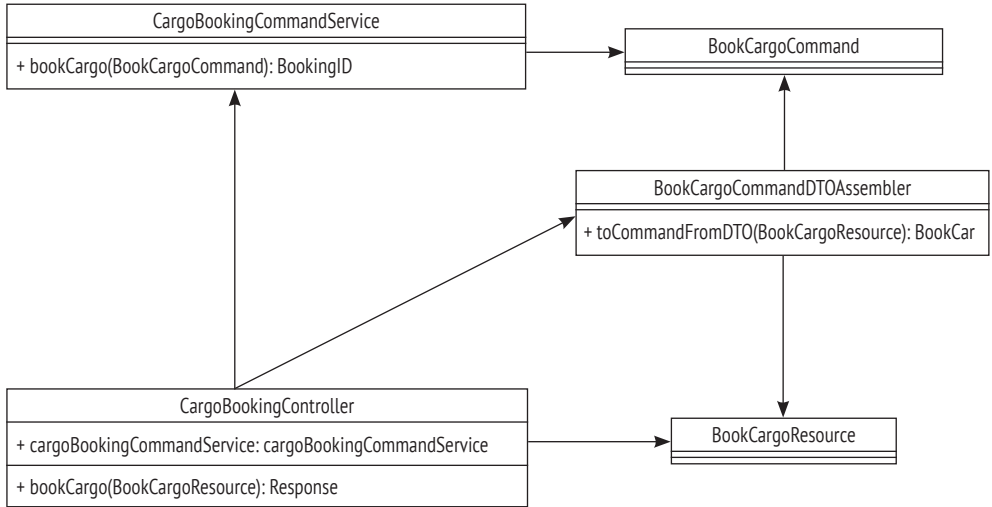 CargoBookingCommandService
+ bookCargo(BookCargoCommand): BookingID
BookCargoCommand
BookCargoCommandDTOAssembler
+ toCommandFromDTO(BookCargoResource): BookCar
CargoBookingController
+ cargoBookingCommandService: cargoBookingCommandService
+ bookCargo(BookCargoResource): Response
BookCargoResource